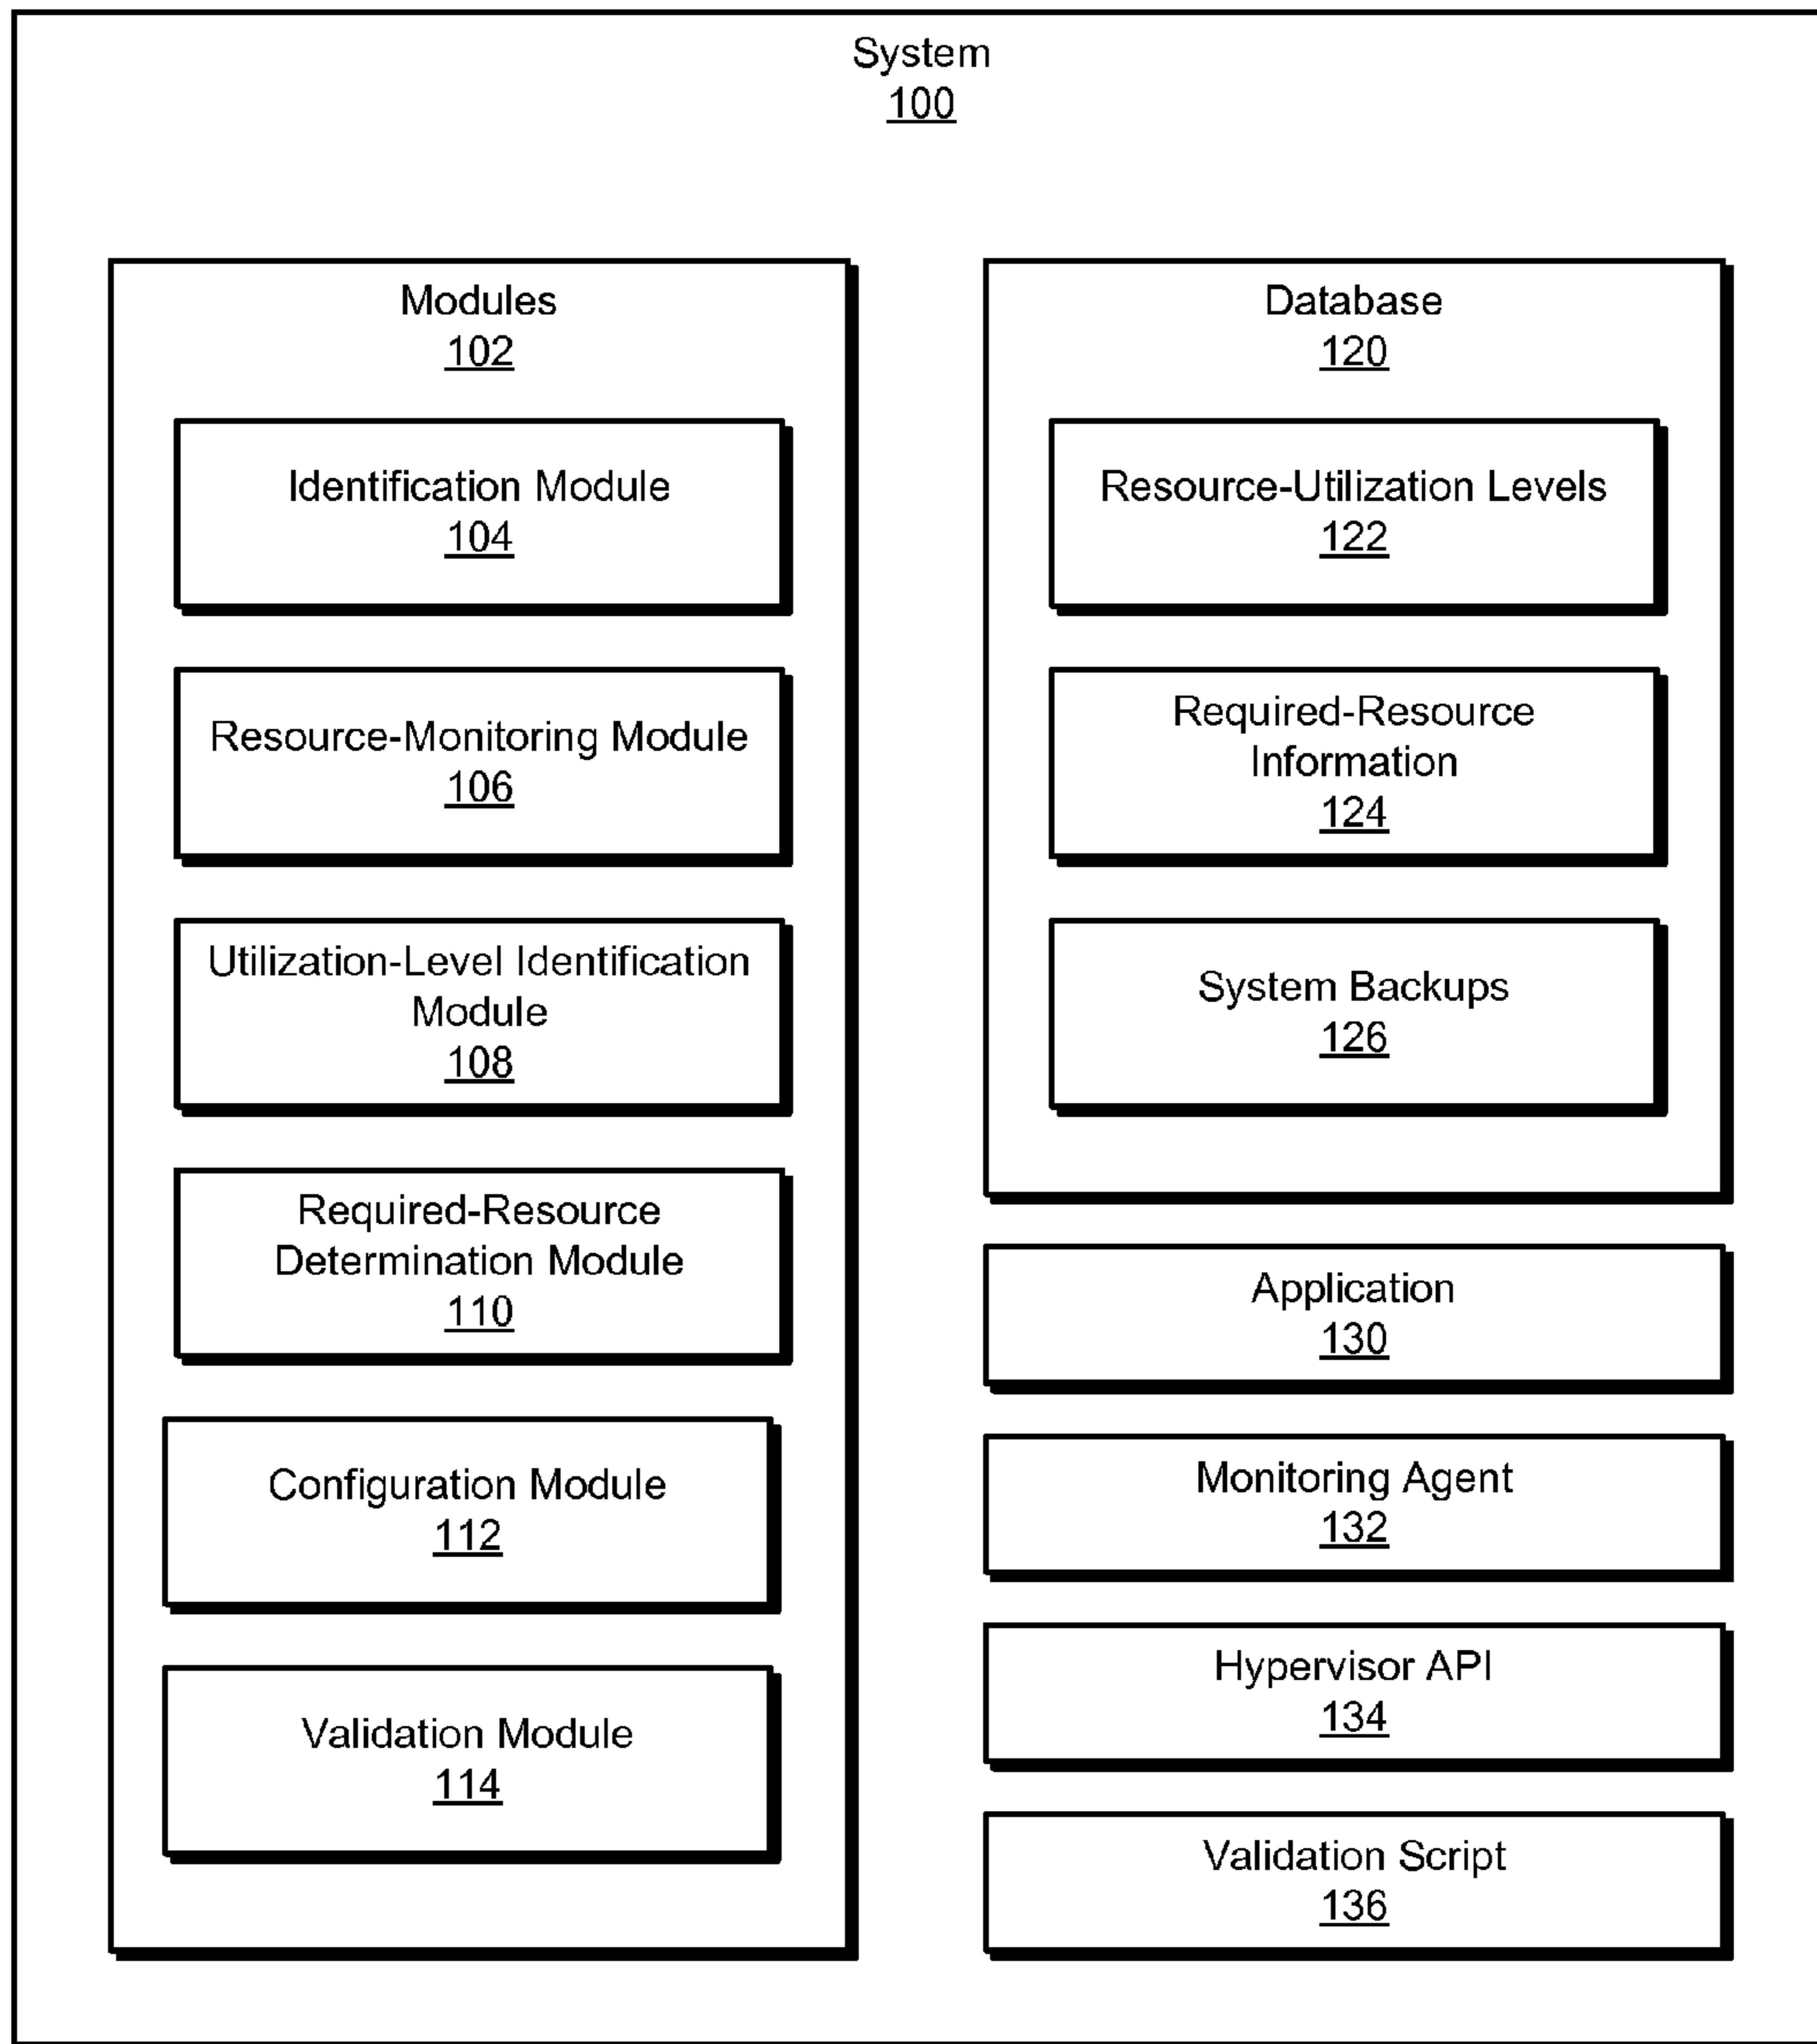 System
100
Modules
102
Identification Module
104
Resource-Monitoring Module
106
Utilization-Level Identification
Module
108
Required-Resource
Determination Module
110
Configuration Module
112
Validation Module
114
Database
120
Resource-Utilization Levels
122
Required-Resource
Information
124
System Backups
126
Application
130
Monitoring Agent
132
Hypervisor API
134
Validation Script
136